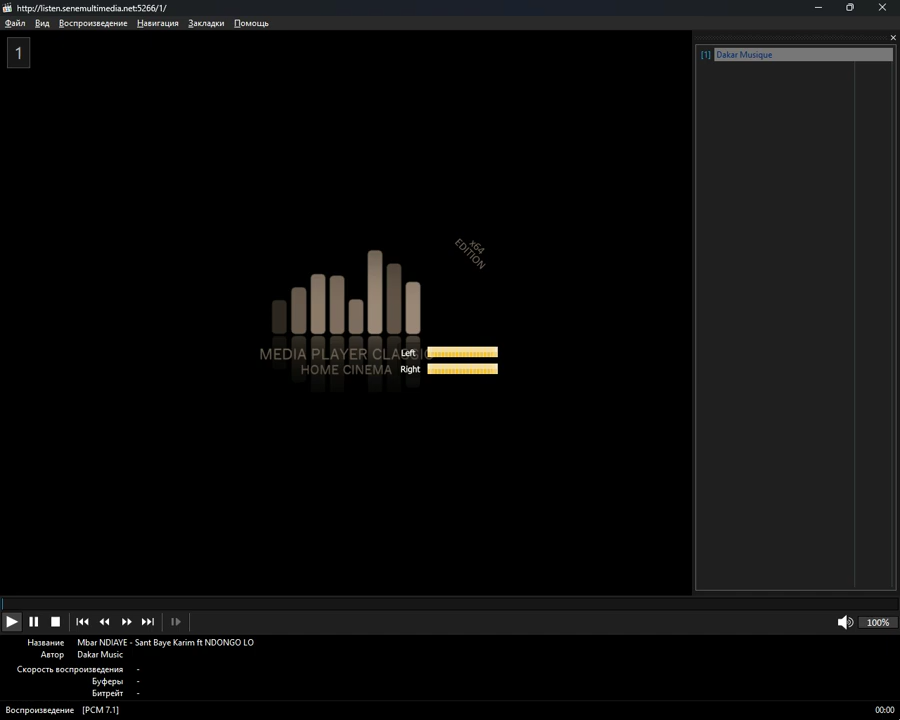 http://listen.senemultimedia.net:5266/1/
Файл Вид Воспроизведение Навигация Закладки Помощь
1
[1] Dakar Musique
x64
EDITION
MEDIA PLAYER CLASSIC
HOME CINEMA
Left
Right
100%
Название Mbar NDIAYE - Sant Baye Karim ft NDONGO LO
Автор Dakar Music
Скорость воспроизведения -
Буферы -
Битрейт -
Воспроизведение [PCM 7.1] 00:00